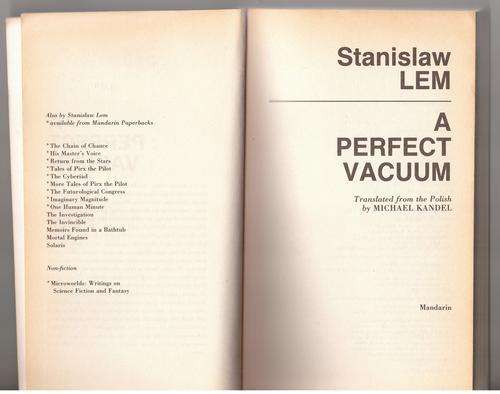 Also by Stanislaw Lem
*available from Mandarin Paperbacks
*The Chain of Chance
*His Master's Voice
*Return from the Stars
*Tales of Pirx the Pilot
*The Cyberiad
*More Tales of Pirx the Pilot
*The Futurological Congress
*Imaginary Magnitude
*One Human Minute
The Investigation
The Invincible
Memoirs Found in a Bathtub
Mortal Engines
Solaris
Non-fiction
*Microworlds: Writings on
Science Fiction and Fantasy
Stanislaw
LEM
A
PERFECT
VACUUM
Translated from the Polish
by MICHAEL KANDEL
Mandarin